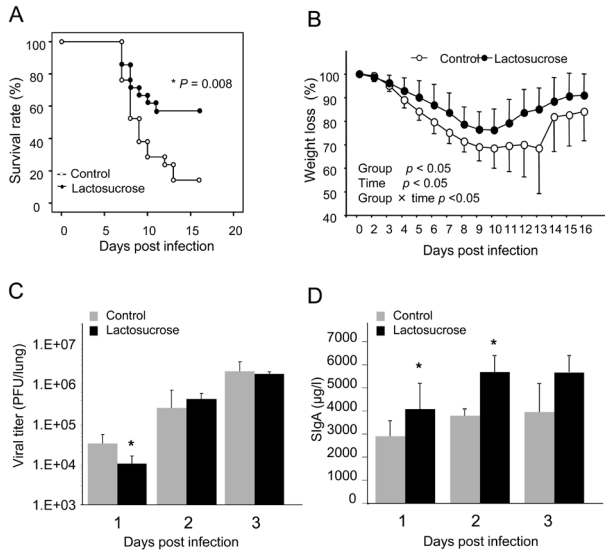 A
Survival rate (%)
100
80
60
40
20
0
* P = 0.008
Control
Lactosucrose
0 5 10 15 20
Days post infection
B
Control Lactosucrose
Weight loss (%)
110
100
90
80
70
60
50
40
Group p < 0.05
Time p < 0.05
Group × time p <0.05
0 2 3 4 5 6 7 8 9 10 11 12 13 14 15 16
Days post infection
C
Control
Lactosucrose
Viral titer (PFU/lung)
1.E+07
1.E+06
1.E+05
1.E+04
1.E+03
*
1 2 3
Days post infection
D
Control
Lactosucrose
SIgA (µg/l)
7000
6000
5000
4000
3000
2000
1000
0
* *
1 2 3
Days post infection